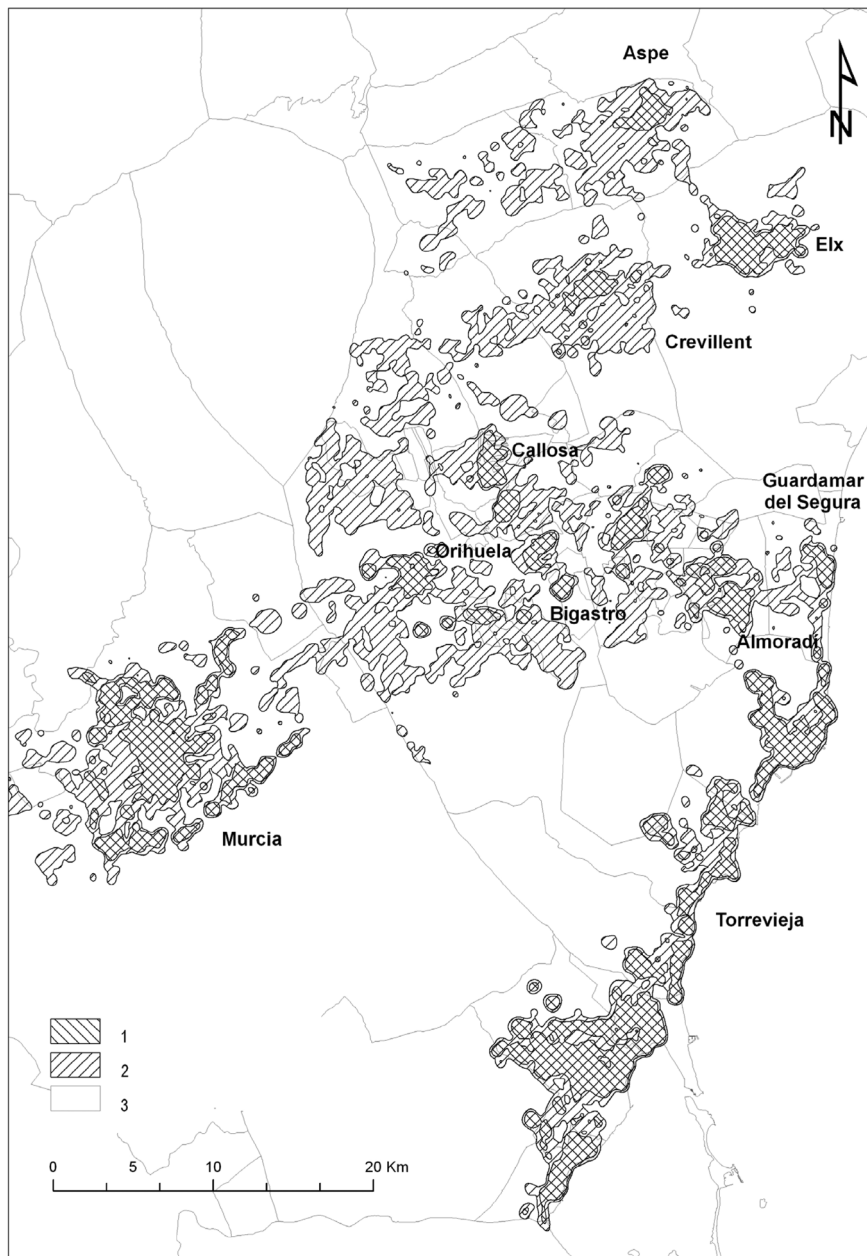 Aspe
N
Elx
Crevillent
Callosa
Guardamar
del Segura
Orihuela
Bigastro
Almoradí
Murcia
Torrevieja
1
2
3
0 5 10 20 Km